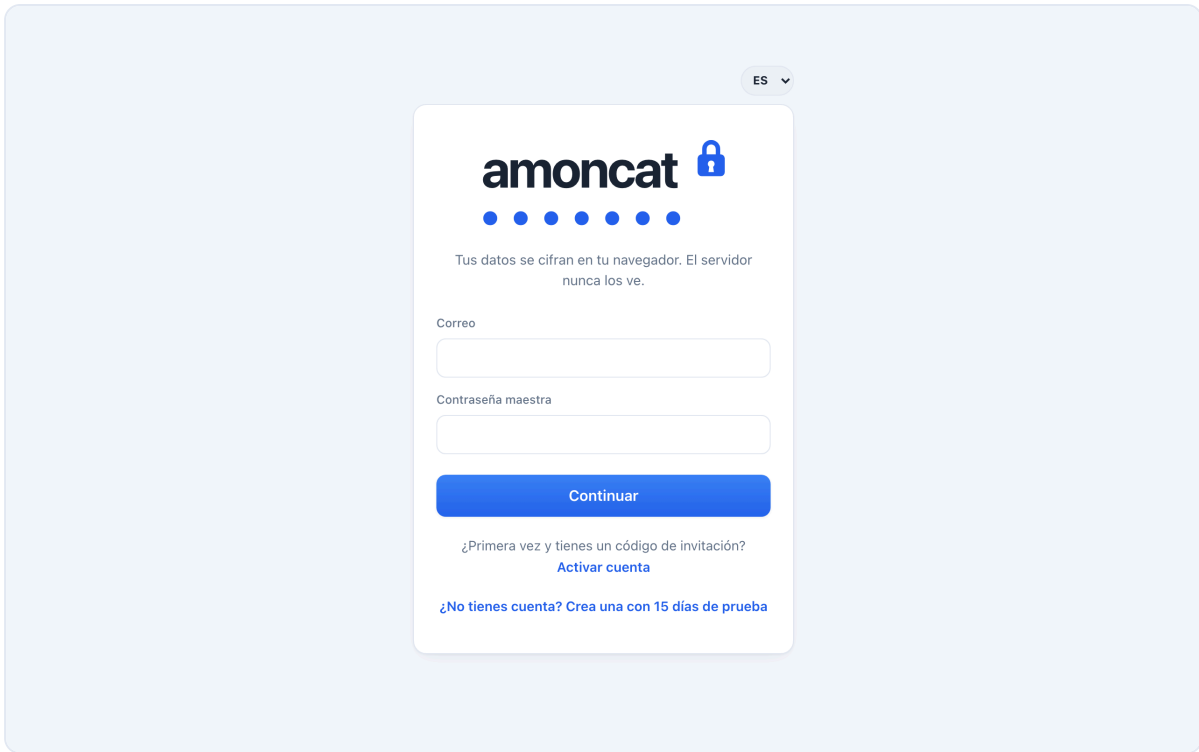 ES
amoncat
Tus datos se cifran en tu navegador. El servidor
nunca los ve.
Correo
Contraseña maestra
Continuar
¿Primera vez y tienes un código de invitación?
Activar cuenta
¿No tienes cuenta? Crea una con 15 días de prueba